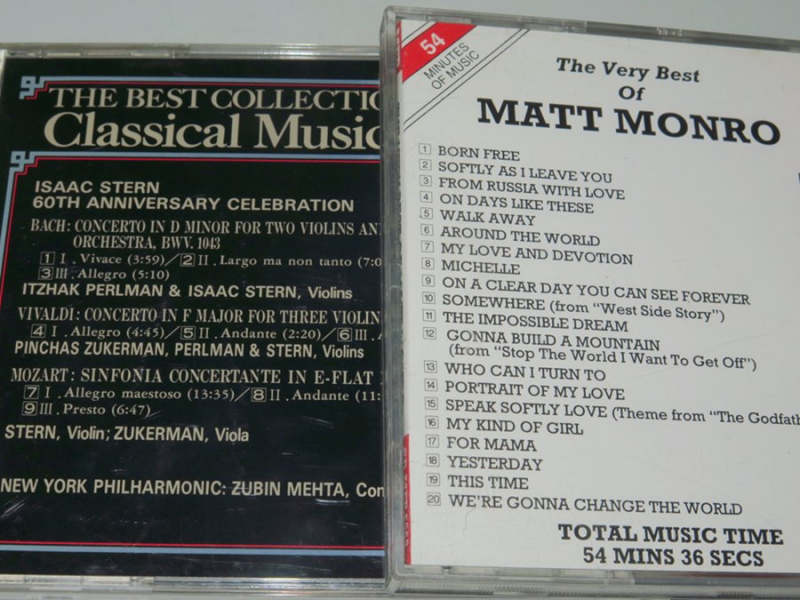 THE BEST COLLECTIO
Classical Music
ISAAC STERN
60TH ANNIVERSARY CELEBRATION
BACH: CONCERTO IN D MINOR FOR TWO VIOLINS AN
ORCHESTRA, BWV. 1043
1 I. Vivace (3:59)/2 II. Largo ma non tanto (7:0
3 III. Allegro (5:10)
ITZHAK PERLMAN & ISAAC STERN, Violins
VIVALDI: CONCERTO IN F MAJOR FOR THREE VIOLIN
4 I. Allegro (4:45)/5 II. Andante (2:20)/6 III.
PINCHAS ZUKERMAN, PERLMAN & STERN, Violins
MOZART: SINFONIA CONCERTANTE IN E-FLAT
7 I. Allegro maestoso (13:35)/8 II. Andante (11:
9 III. Presto (6:47)
STERN, Violin; ZUKERMAN, Viola
NEW YORK PHILHARMONIC: ZUBIN MEHTA, Con
54
MINUTES
OF MUSIC
The Very Best
Of
MATT MONRO
1 BORN FREE
2 SOFTLY AS I LEAVE YOU
3 FROM RUSSIA WITH LOVE
4 ON DAYS LIKE THESE
5 WALK AWAY
6 AROUND THE WORLD
7 MY LOVE AND DEVOTION
8 MICHELLE
9 ON A CLEAR DAY YOU CAN SEE FOREVER
10 SOMEWHERE (from "West Side Story")
11 THE IMPOSSIBLE DREAM
12 GONNA BUILD A MOUNTAIN
(from "Stop The World I Want To Get Off")
13 WHO CAN I TURN TO
14 PORTRAIT OF MY LOVE
15 SPEAK SOFTLY LOVE (Theme from "The Godfath
16 MY KIND OF GIRL
17 FOR MAMA
18 YESTERDAY
19 THIS TIME
20 WE'RE GONNA CHANGE THE WORLD
TOTAL MUSIC TIME
54 MINS 36 SECS